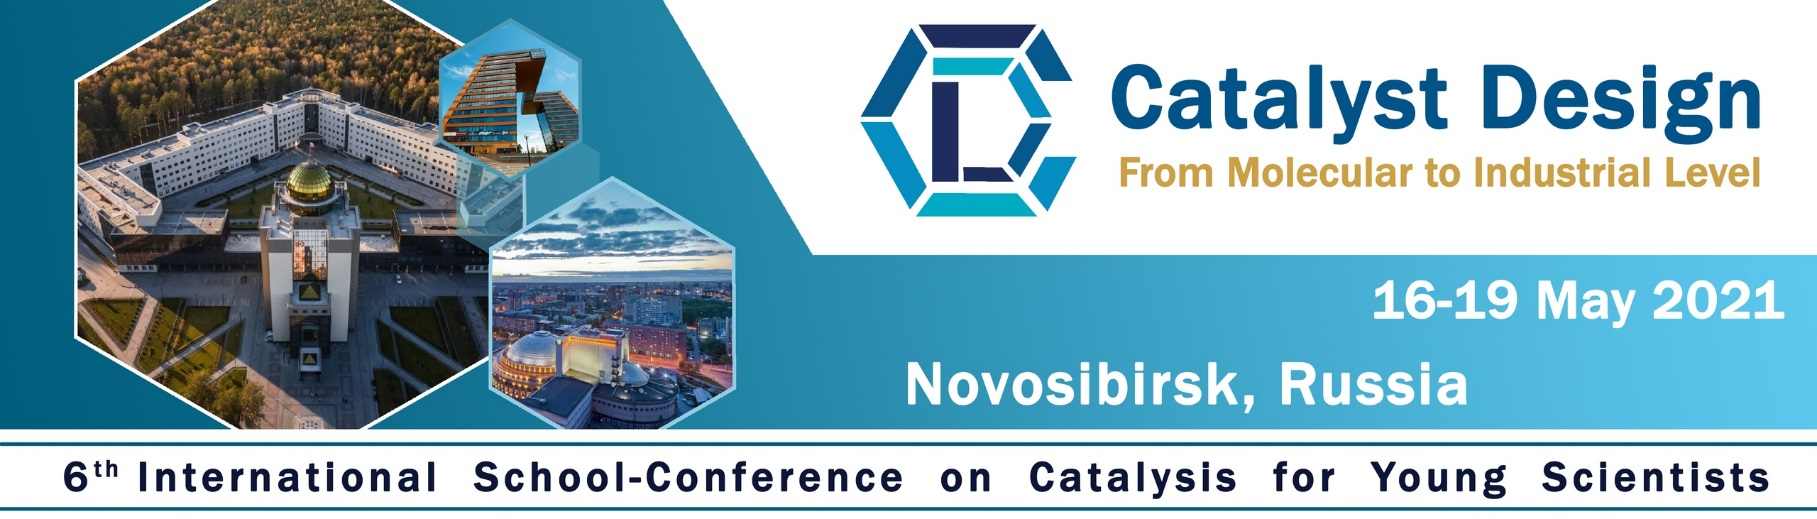 Catalyst Design
From Molecular to Industrial Level
16-19 May 2021
Novosibirsk, Russia
6th International School-Conference on Catalysis for Young Scientists